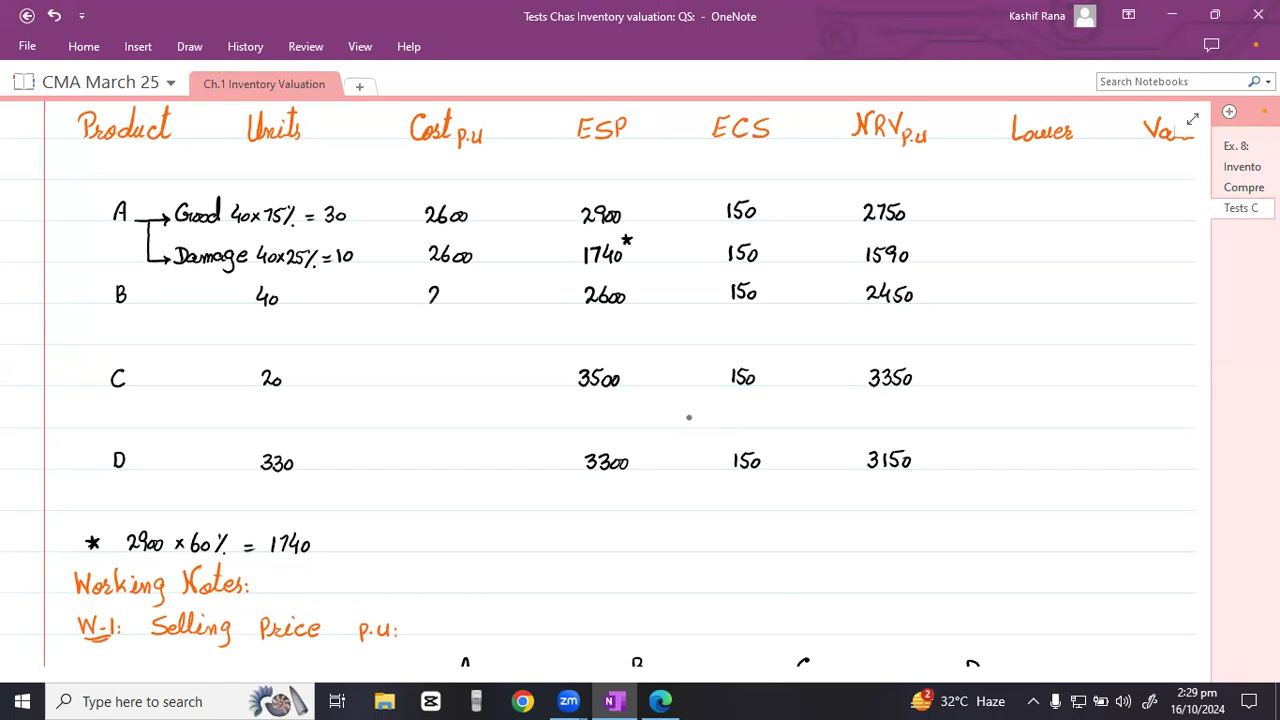 Tests Chas Inventory valuation: QS: - OneNote
Kashif Rana
File Home Insert Draw History Review View Help
CMA March 25 Ch.1 Inventory Valuation +
Search Notebooks
Product Units Cost p.u ESP ECS NRV p.u Lower
A Good 40×75% = 30 2600 2900 150 2750
Damage 40×25% = 10 2600 1740* 150 1590
B 40 ? 2600 150 2450
C 20 3500 150 3350
D 330 3300 150 3150
* 2900 × 60% = 1740
Working Notes:
W-1: Selling Price p.u:
A B C D
Ex. 8:
Invento
Compre
Tests C
Type here to search
2
32°C Haze
2:29 pm
16/10/2024